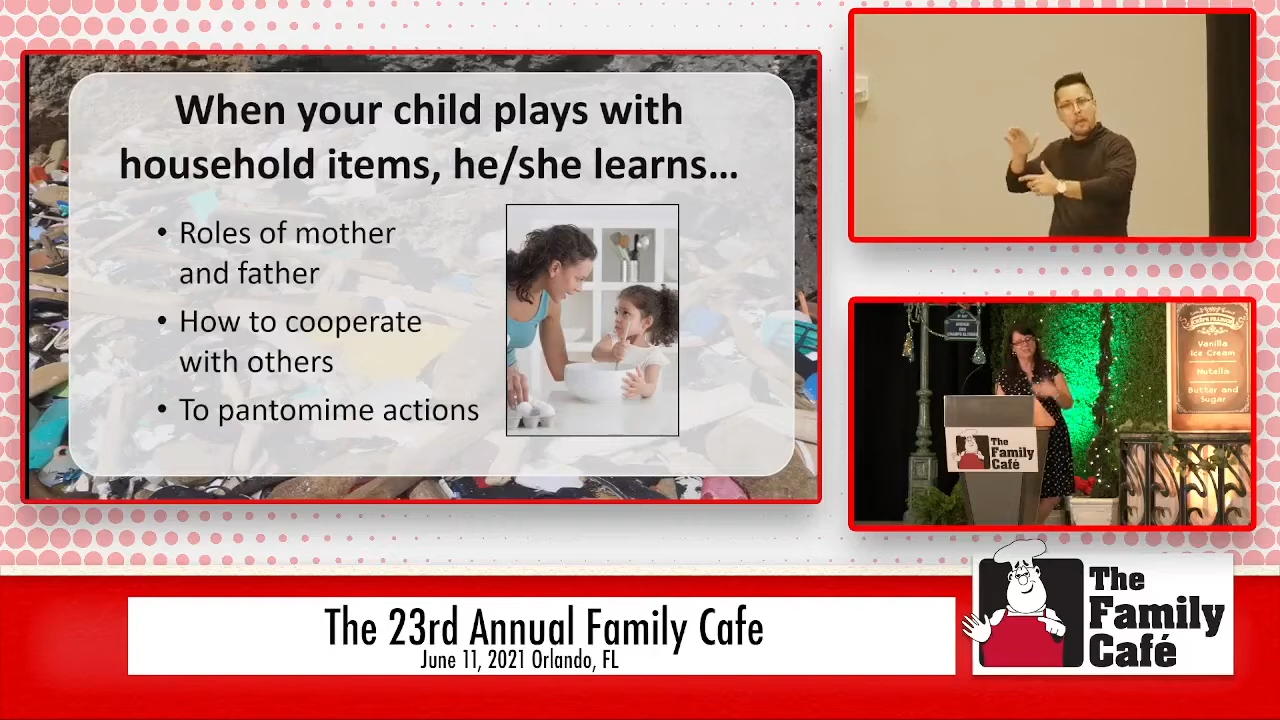 When your child plays with
household items, he/she learns…
• Roles of mother
and father
• How to cooperate
with others
• To pantomime actions
Vanilla
Ice Cream
Nutella
Butter and
Sugar
The
Family
Café
The 23rd Annual Family Cafe
June 11, 2021 Orlando, FL
The
Family
Café